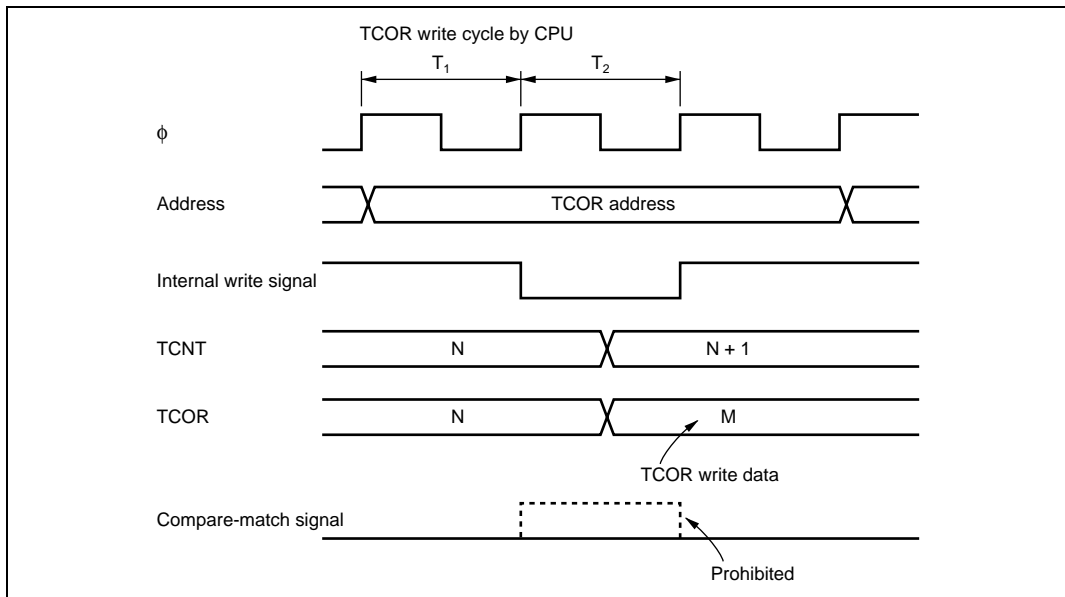 TCOR write cycle by CPU
T1 T2
φ
Address TCOR address
Internal write signal
TCNT N N + 1
TCOR N M
TCOR write data
Compare-match signal
Prohibited